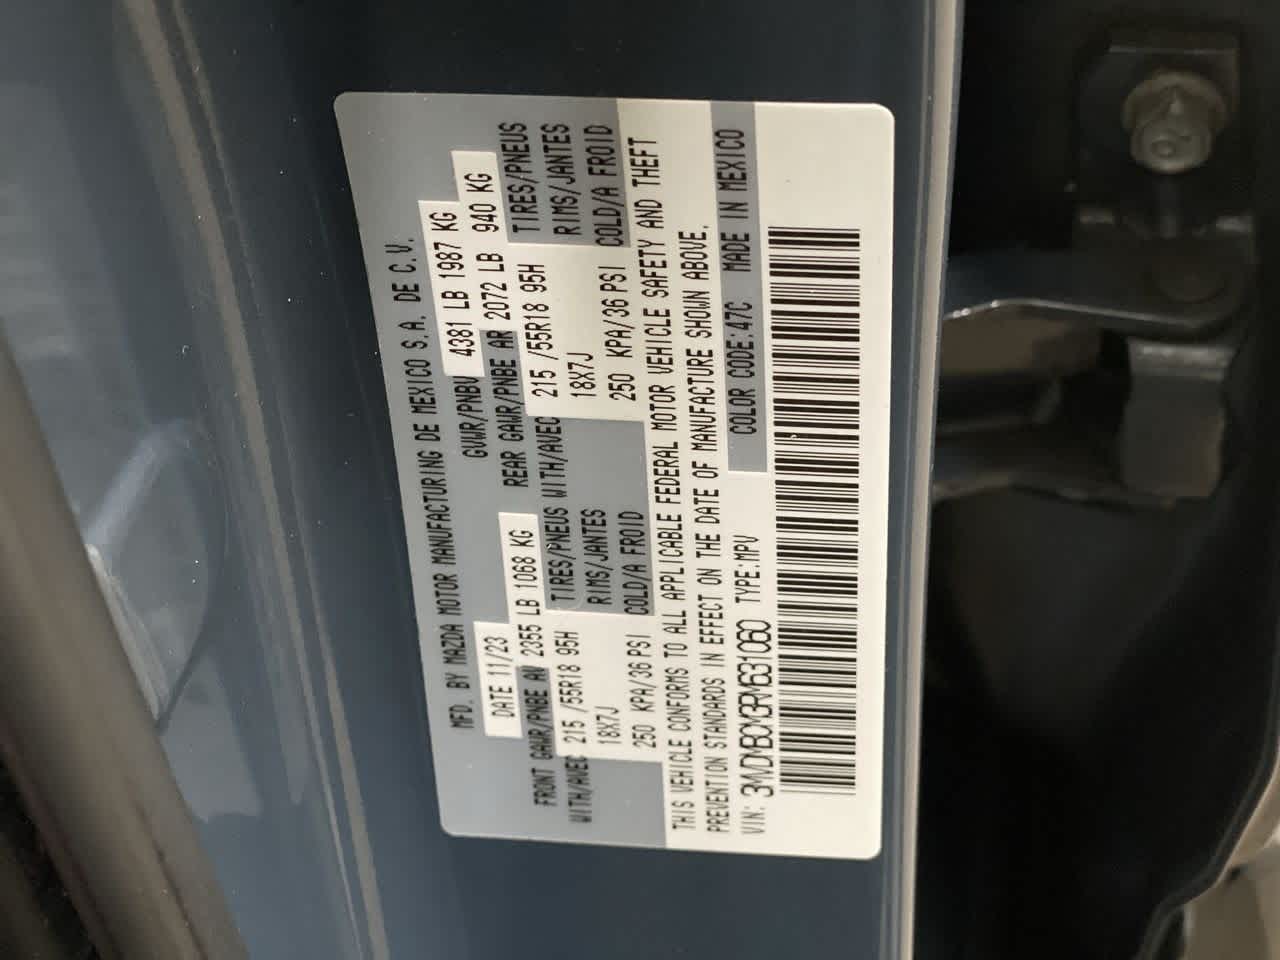 MFD. BY MAZDA MOTOR MANUFACTURING DE MEXICO S.A. DE C.V.
DATE 11/23 GVWR/PNBV 4381 LB 1987 KG
FRONT GAWR/PNBE AV 2355 LB 1068 KG REAR GAWR/PNBE AR 2072 LB 940 KG
WITH/AVEC 215 /55R18 95H TIRES/PNEUS WITH/AVEC 215 /55R18 95H TIRES/PNEUS
18X7J RIMS/JANTES 18X7J RIMS/JANTES
250 KPA/36 PSI COLD/A FROID 250 KPA/36 PSI COLD/A FROID
THIS VEHICLE CONFORMS TO ALL APPLICABLE FEDERAL MOTOR VEHICLE SAFETY AND THEFT
PREVENTION STANDARDS IN EFFECT ON THE DATE OF MANUFACTURE SHOWN ABOVE.
VIN: 3MVDMBCM3RM631060 TYPE:MPV COLOR CODE:47C MADE IN MEXICO